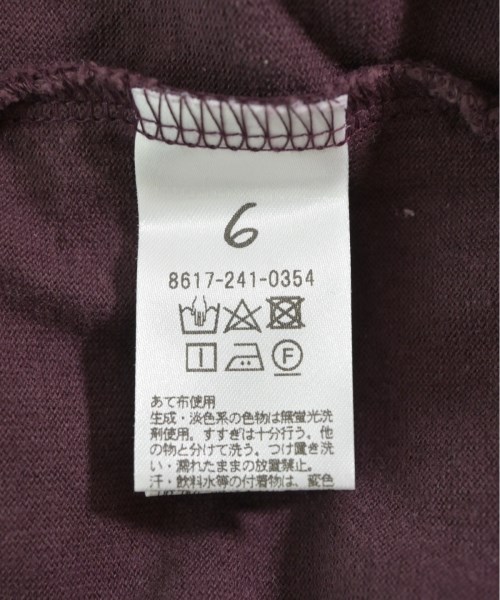 6
8617-241-0354
F
あて布使用
生成・淡色系の色物は無蛍光洗
剤使用。すすぎは十分行う。他
の物と分けて洗う。つけ置き洗
い・濡れたままの放置禁止。
汗・飲料水等の付着物は、変色